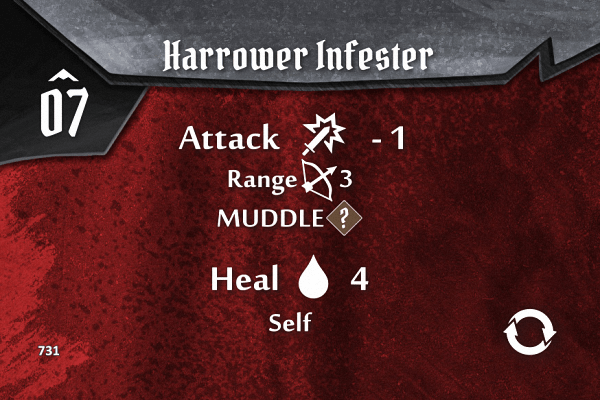 Harrower Infester
07
Attack - 1
Range 3
MUDDLE ?
Heal 4
Self
731